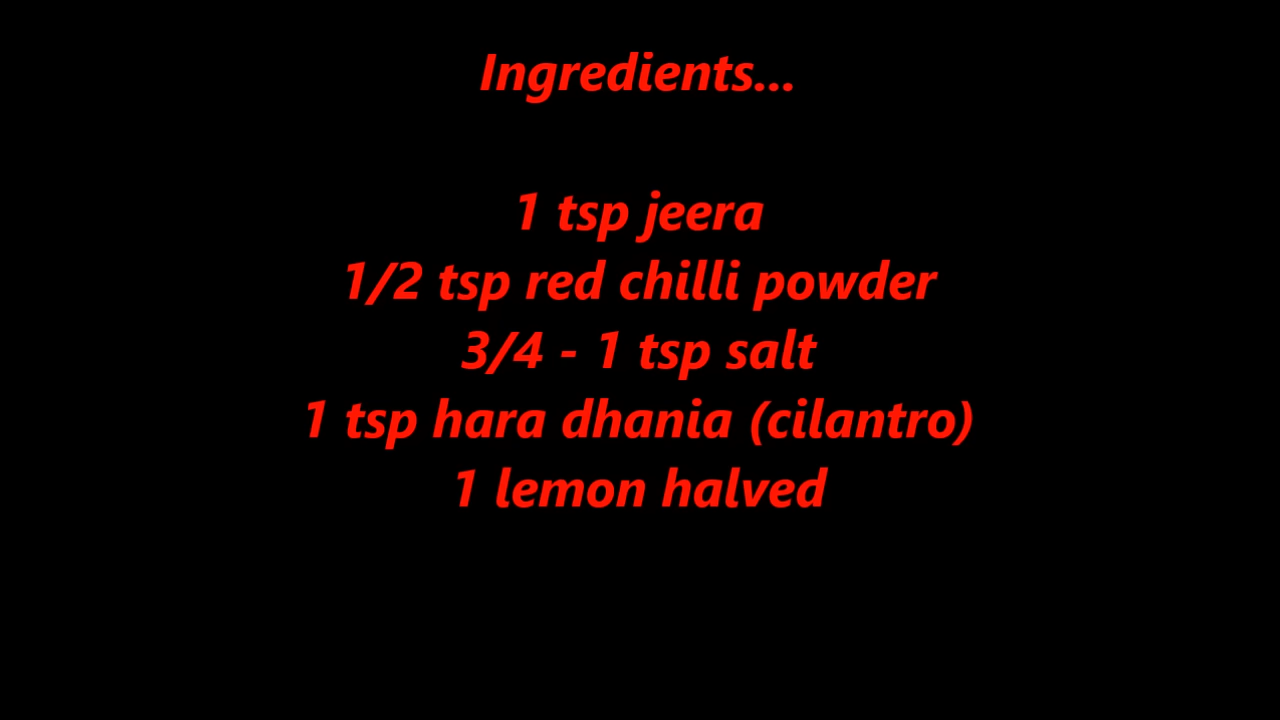 Ingredients...
1 tsp jeera
1/2 tsp red chilli powder
3/4 - 1 tsp salt
1 tsp hara dhania (cilantro)
1 lemon halved